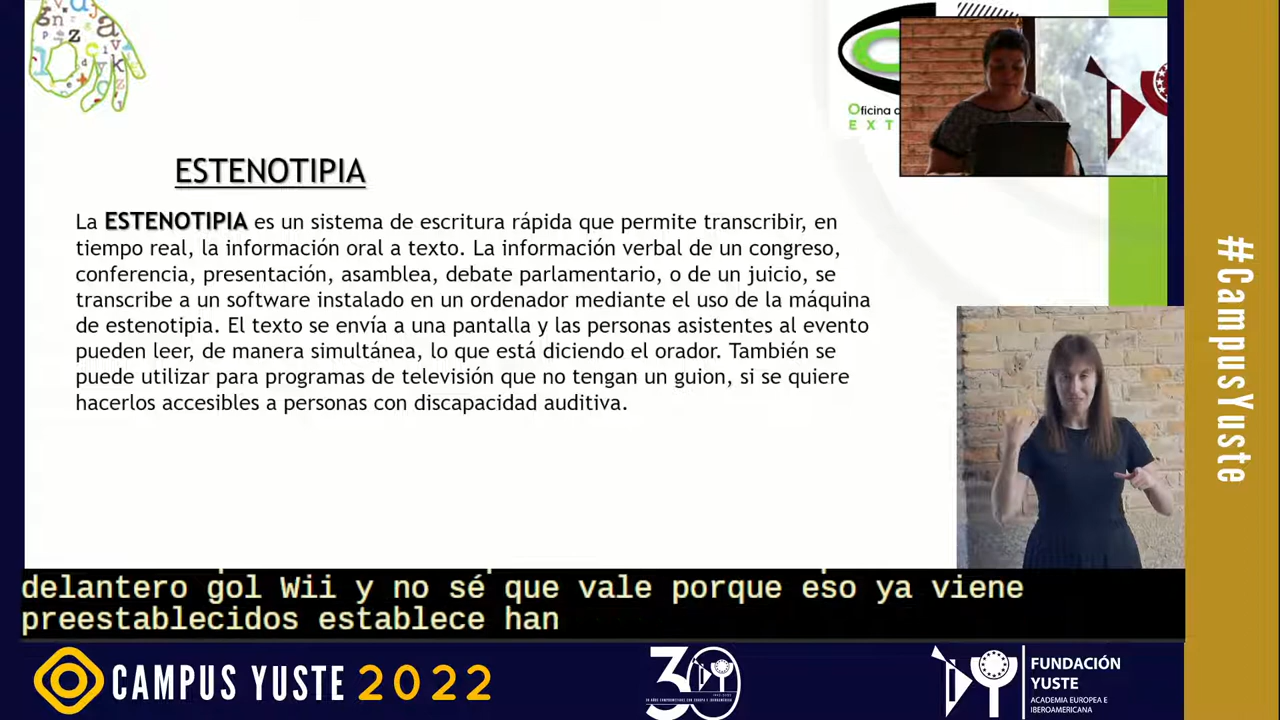 Oficina
EXT
ESTENOTIPIA
La ESTENOTIPIA es un sistema de escritura rápida que permite transcribir, en
tiempo real, la información oral a texto. La información verbal de un congreso,
conferencia, presentación, asamblea, debate parlamentario, o de un juicio, se
transcribe a un software instalado en un ordenador mediante el uso de la máquina
de estenotipia. El texto se envía a una pantalla y las personas asistentes al evento
pueden leer, de manera simultánea, lo que está diciendo el orador. También se
puede utilizar para programas de televisión que no tengan un guion, si se quiere
hacerlos accesibles a personas con discapacidad auditiva.
#CampusYuste
delantero gol Wii y no sé que vale porque eso ya viene
preestablecidos establece han
CAMPUS YUSTE 2022
30
FUNDACIÓN
YUSTE
ACADEMIA EUROPEA E
IBEROAMERICANA